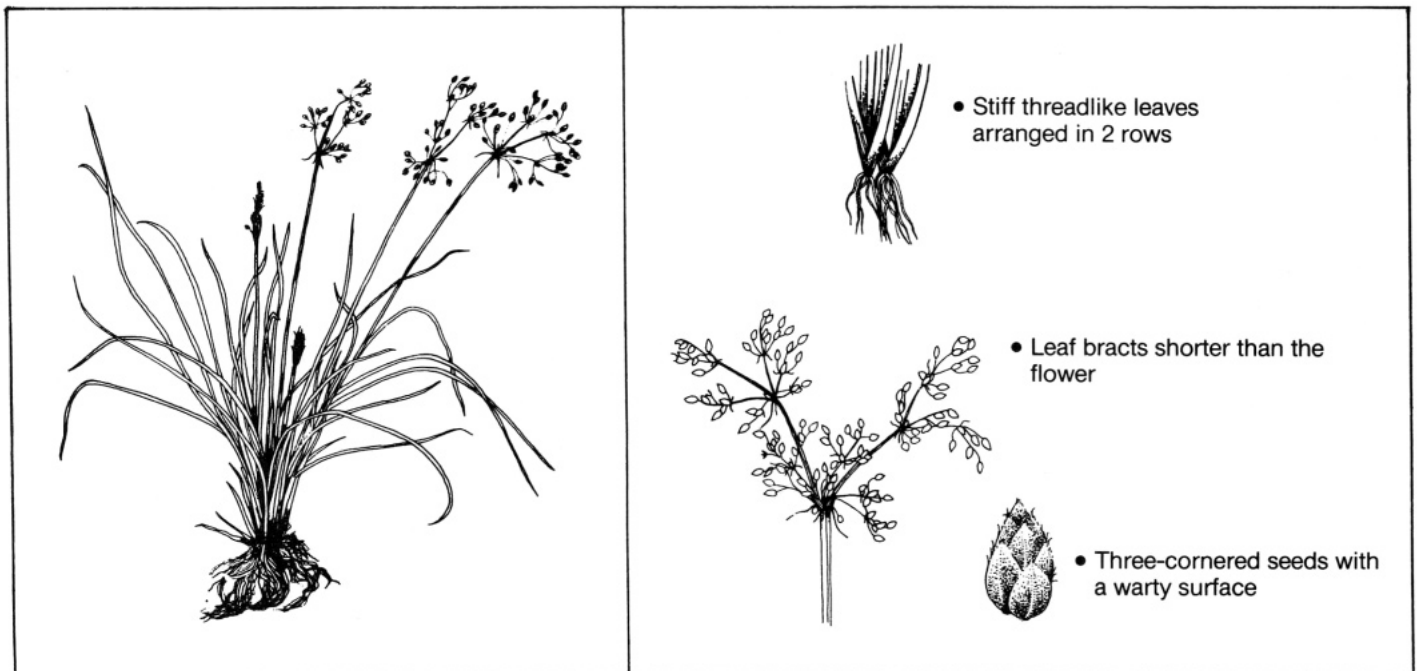 • Stiff threadlike leaves
arranged in 2 rows
• Leaf bracts shorter than the
flower
• Three-cornered seeds with
a warty surface